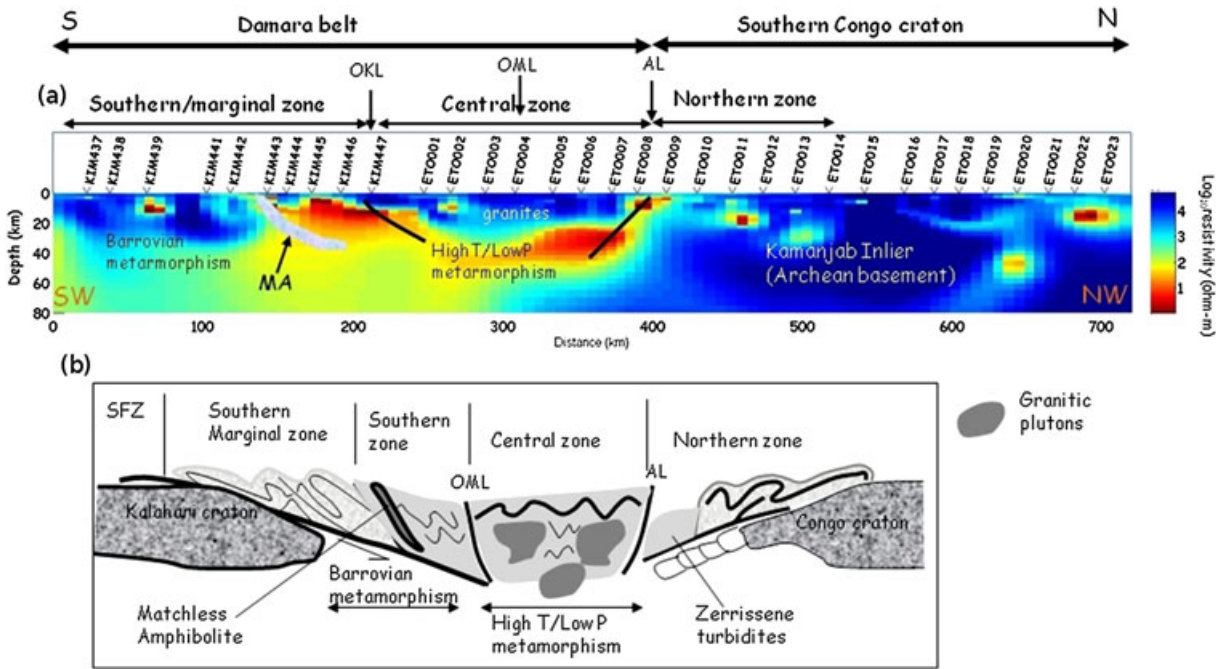 S
Damara belt
Southern Congo craton
N
OKL
OML
AL
(a)
Southern/marginal zone
Central zone
Northern zone
KIM437
KIM438
KIM439
KIM441
KIM442
KIM443
KIM444
KIM445
KIM446
KIM447
ETO001
ETO002
ETO003
ETO004
ETO005
ETO006
ETO007
ETO008
ETO009
ETO010
ETO011
ETO012
ETO013
ETO014
ETO015
ETO016
ETO017
ETO018
ETO019
ETO020
ETO021
ETO022
ETO023
Depth (km)
0
20
40
60
80
granites
Barrovian
metarmorphism
MA
High T/Low P
metarmorphism
Kamanjab Inlier
(Archean basement)
SW
NW
0
100
200
300
400
500
600
700
Distance (km)
4
3
2
1
Log₁₀resistivity (ohm-m)
(b)
SFZ
Southern
Marginal zone
Southern
zone
Central zone
Northern zone
OML
AL
Kalahari craton
Congo craton
Barrovian
metamorphism
Matchless
Amphibolite
High T/Low P
metamorphism
Zerrissene
turbidites
Granitic
plutons